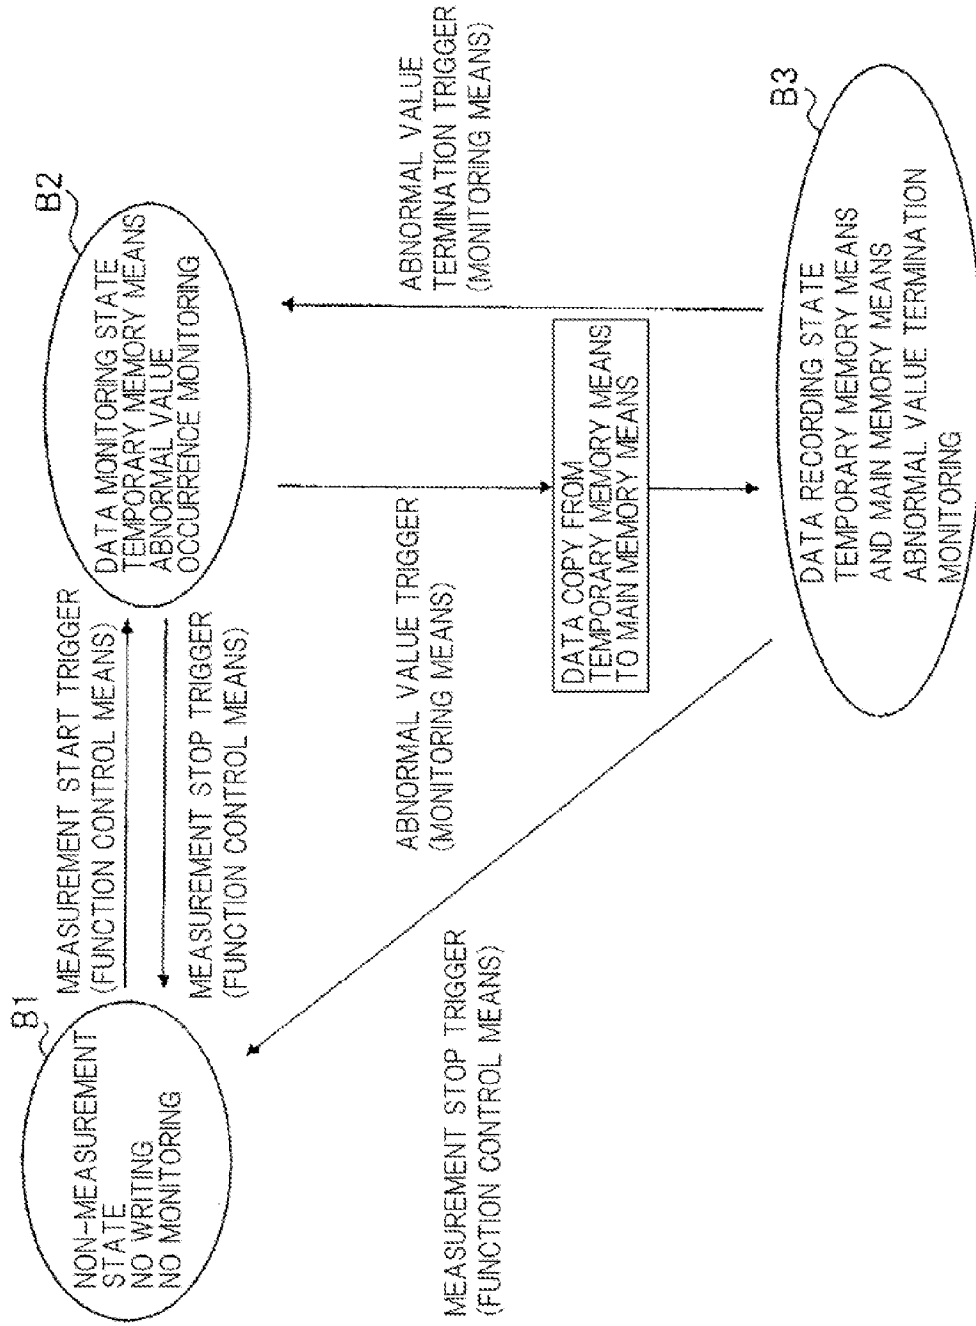 B1
NON-MEASUREMENT
STATE
NO WRITING
NO MONITORING
MEASUREMENT START TRIGGER
(FUNCTION CONTROL MEANS)
MEASUREMENT STOP TRIGGER
(FUNCTION CONTROL MEANS)
B2
DATA MONITORING STATE
TEMPORARY MEMORY MEANS
ABNORMAL VALUE
OCCURRENCE MONITORING
MEASUREMENT STOP TRIGGER
(FUNCTION CONTROL MEANS)
ABNORMAL VALUE TRIGGER
(MONITORING MEANS)
ABNORMAL VALUE
TERMINATION TRIGGER
(MONITORING MEANS)
DATA COPY FROM
TEMPORARY MEMORY MEANS
TO MAIN MEMORY MEANS
B3
DATA RECORDING STATE
TEMPORARY MEMORY MEANS
AND MAIN MEMORY MEANS
ABNORMAL VALUE TERMINATION
MONITORING